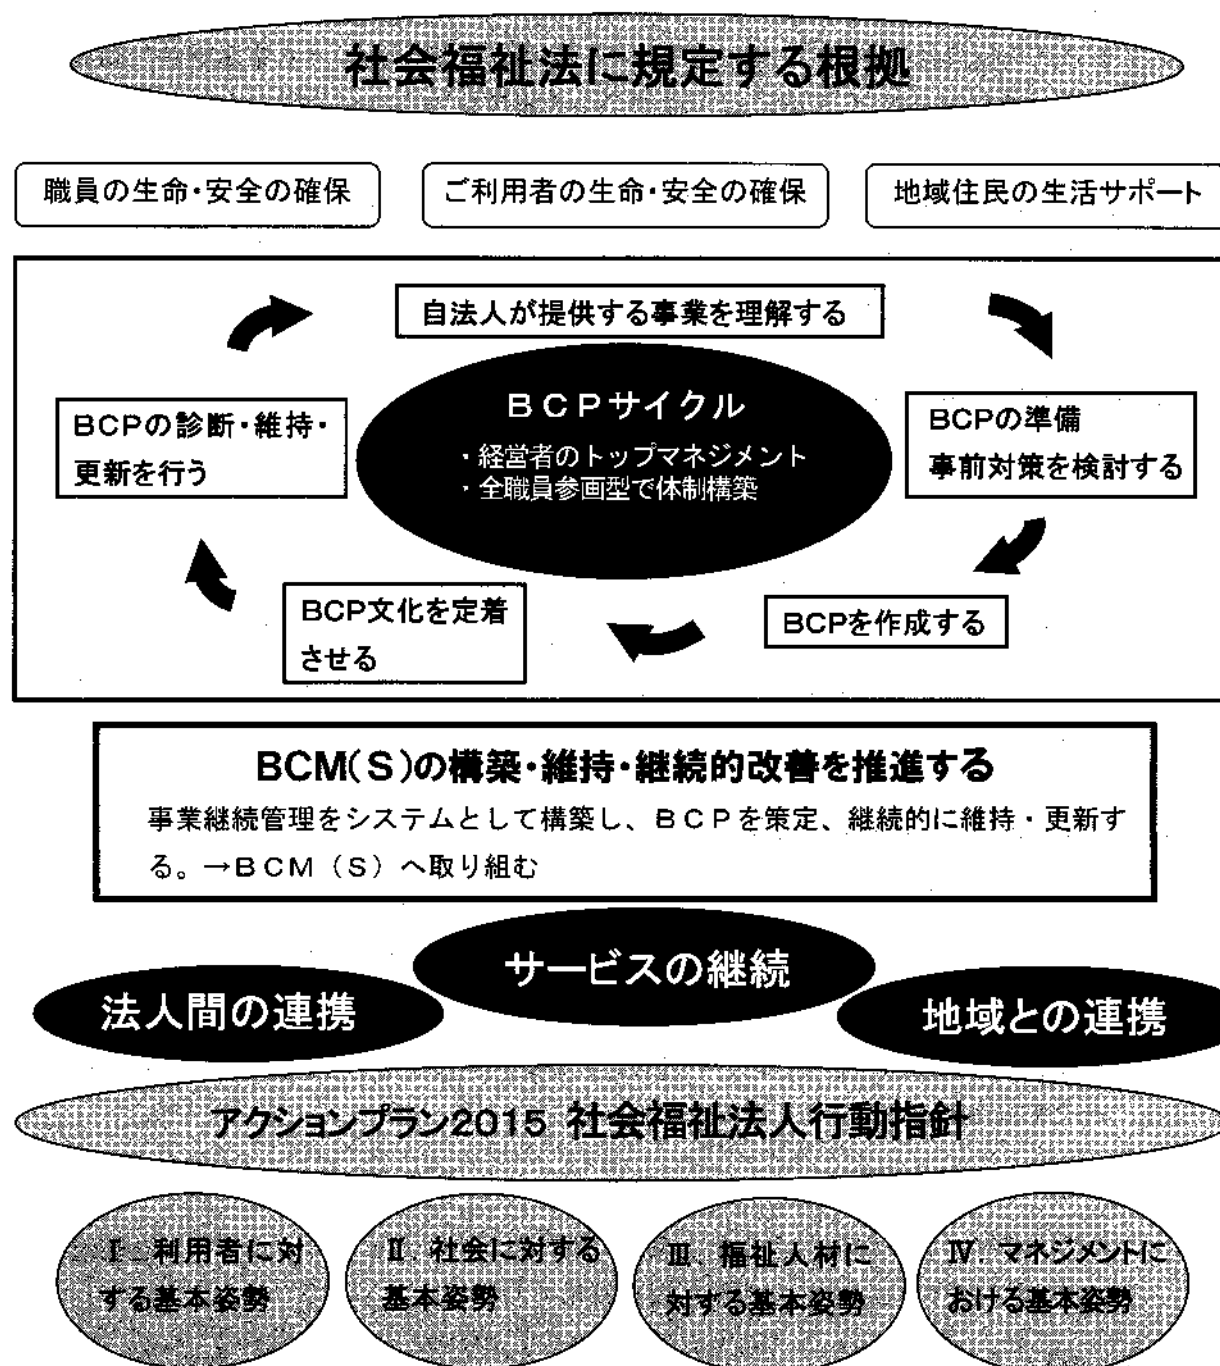 社会福祉法に規定する根拠
職員の生命・安全の確保
ご利用者の生命・安全の確保
地域住民の生活サポート
自法人が提供する事業を理解する
BCPサイクル
・経営者のトップマネジメント
・全職員参画型で体制構築
BCPの診断・維持・
更新を行う
BCPの準備
事前対策を検討する
BCP文化を定着
させる
BCPを作成する
BCM(S)の構築・維持・継続的改善を推進する
事業継続管理をシステムとして構築し、BCPを策定、継続的に維持・更新す
る。→BCM(S)へ取り組む
サービスの継続
法人間の連携
地域との連携
アクションプラン2015 社会福祉法人行動指針
Ⅰ．利用者に対
する基本姿勢
Ⅱ．社会に対する
基本姿勢
Ⅲ．福祉人材に
対する基本姿勢
Ⅳ．マネジメントに
おける基本姿勢